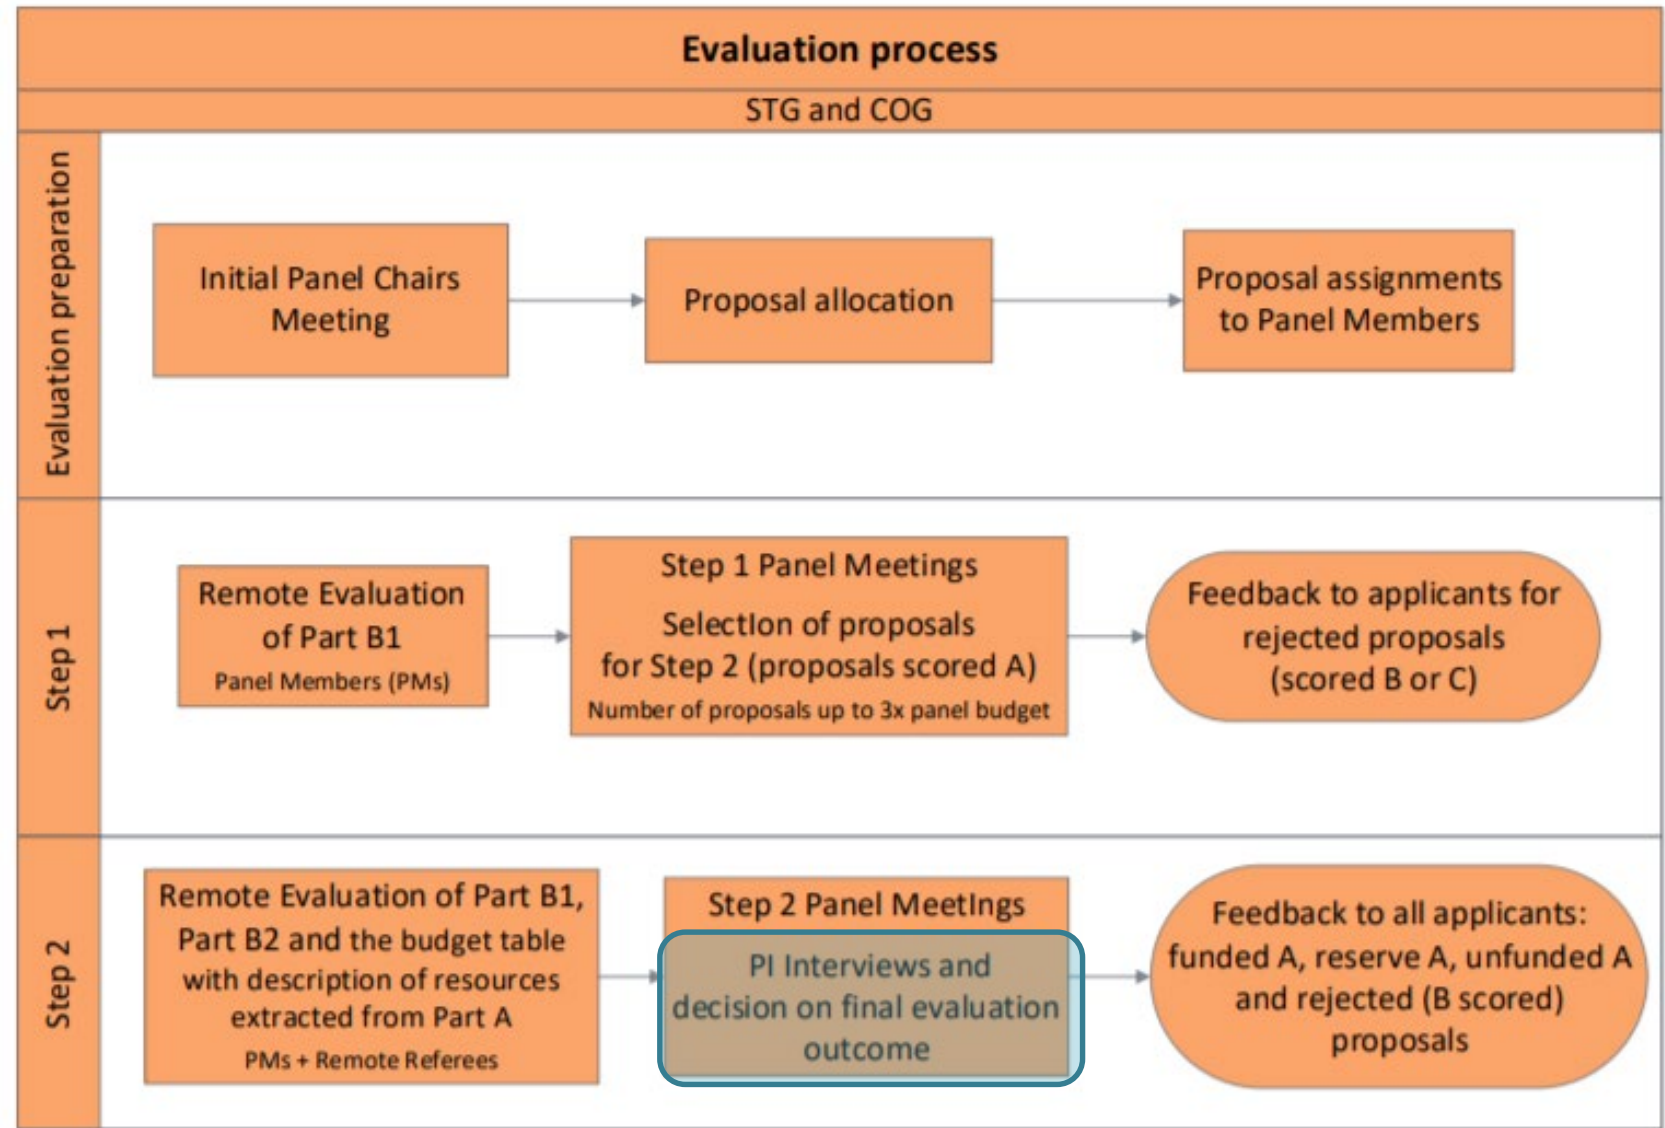 Evaluation process
STG and COG
Evaluation preparation
Initial Panel Chairs
Meeting
Proposal allocation
Proposal assignments
to Panel Members
Step 1
Remote Evaluation
of Part B1
Panel Members (PMs)
Step 1 Panel Meetings
Selectlon of proposals
for Step 2 (proposals scored A)
Number of proposals up to 3x panel budget
Feedback to applicants for
rejected proposals
(scored B or C)
Step 2
Remote Evaluation of Part B1,
Part B2 and the budget table
with description of resources
extracted from Part A
PMs + Remote Referees
Step 2 Panel Meetlngs
PI Interviews and
decision on final evaluation
outcome
Feedback to all applicants:
funded A, reserve A, unfunded A
and rejected (B scored)
proposals